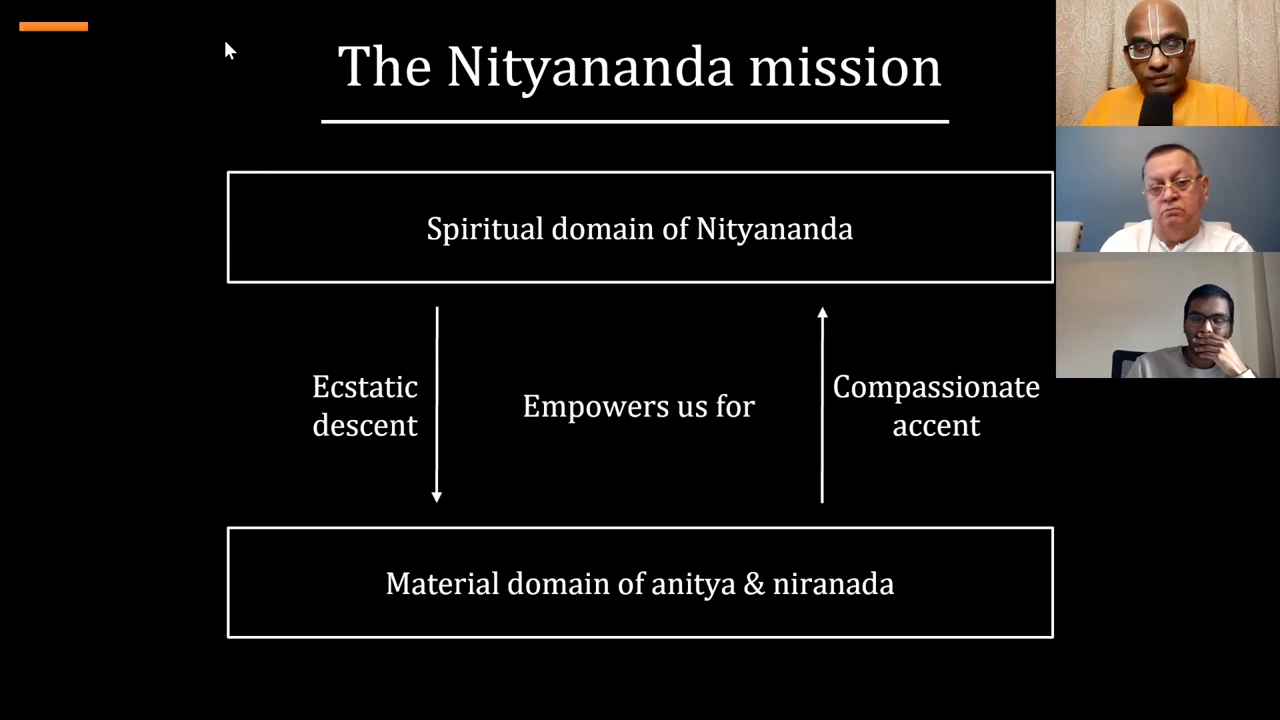 The Nityananda mission
Spiritual domain of Nityananda
Ecstatic
descent
Empowers us for
Compassionate
accent
Material domain of anitya & niranada